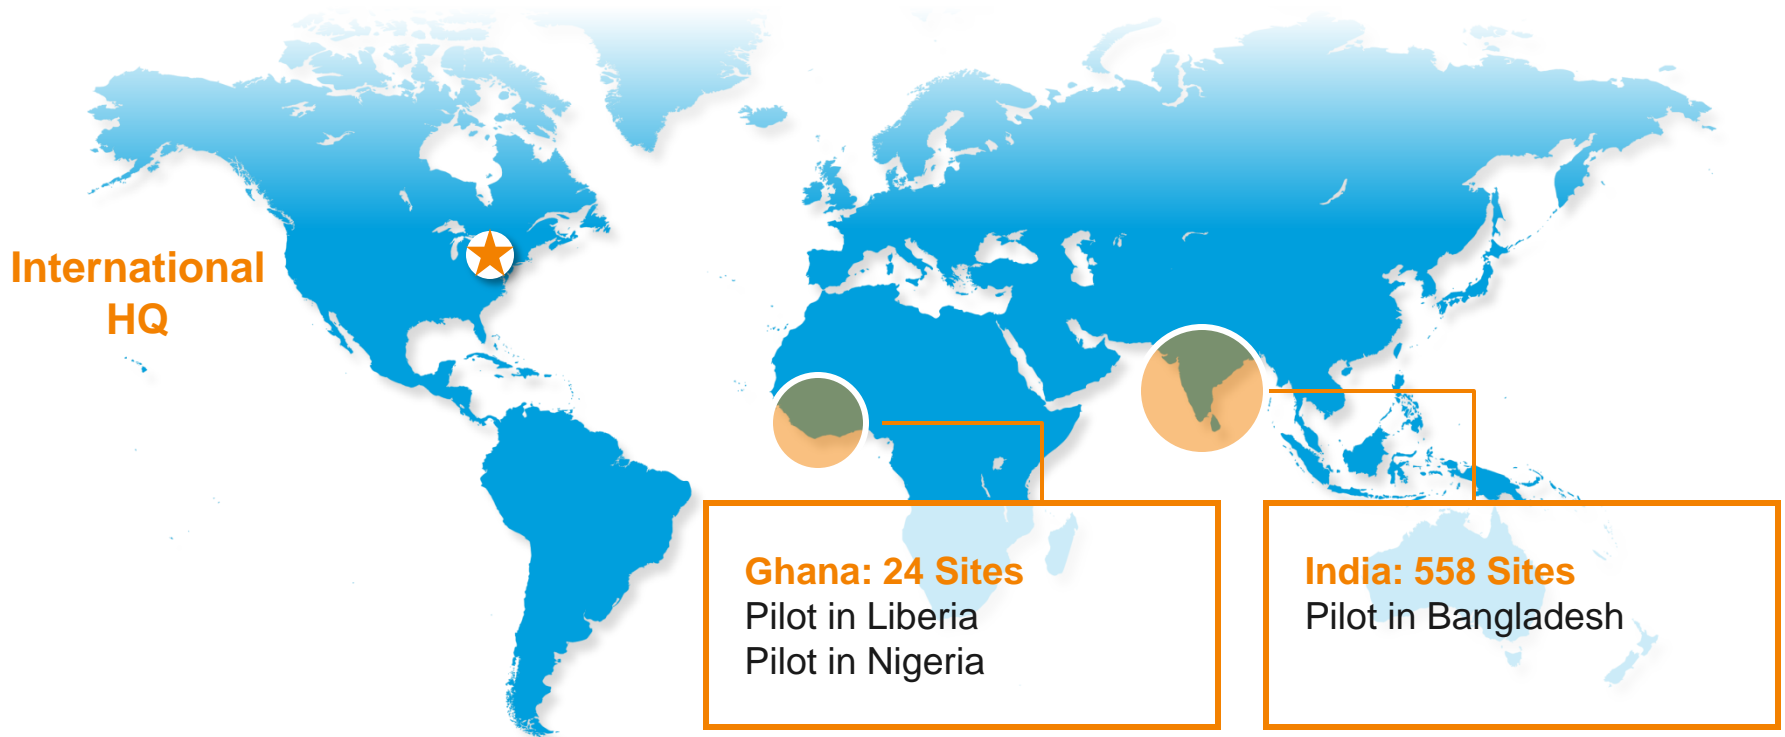 International
HQ
Ghana: 24 Sites
Pilot in Liberia
Pilot in Nigeria
India: 558 Sites
Pilot in Bangladesh